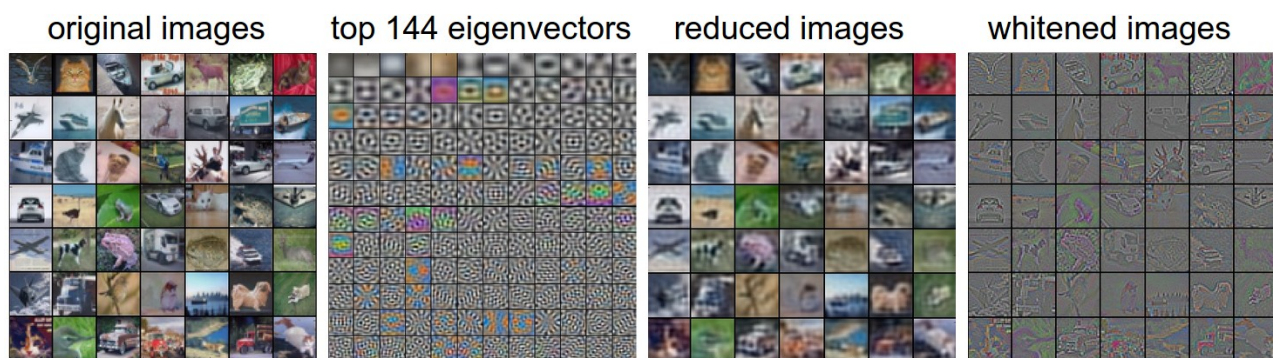 original images
top 144 eigenvectors
reduced images
whitened images